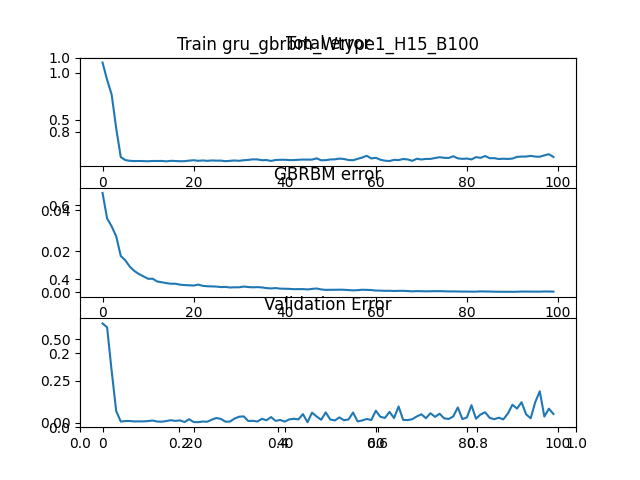 Train gru_gbrbm_Wtype1_H15_B100
Total error
1.0
1.0
0.5
0.8
0 20 40 60 80 100
GBRBM error
0.6
0.04
0.02
0.4
0.00
0 20 40 60 80 100
Validation Error
0.50
0.2
0.25
0.00
0.0
0.0 0 0.2 20 0.4 40 0.6 60 0.8 80 100 1.0